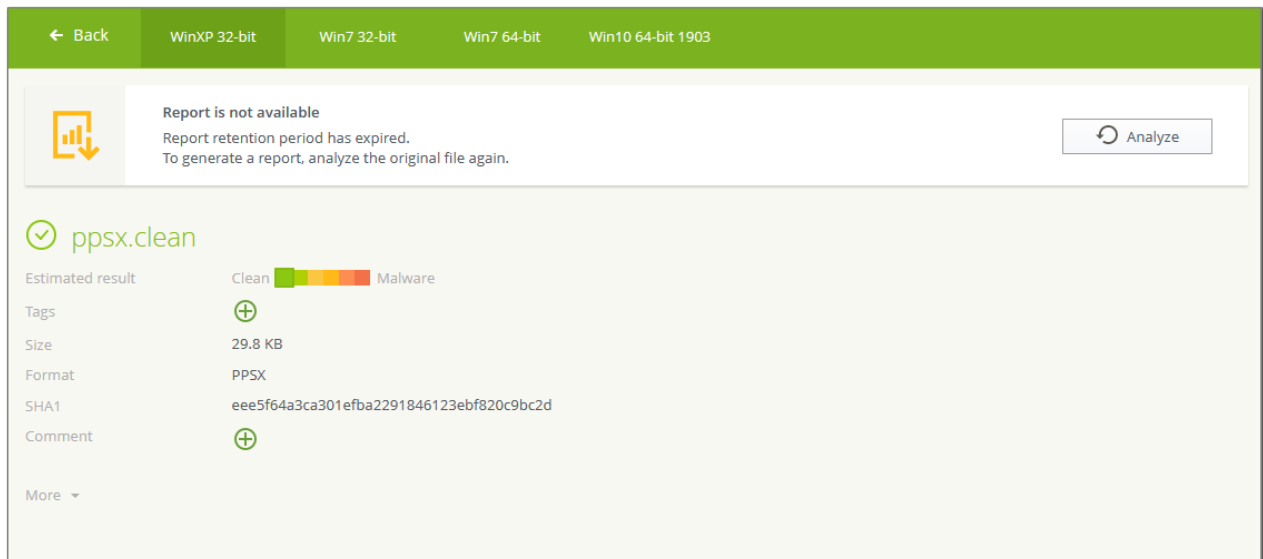 Back WinXP 32-bit Win7 32-bit Win7 64-bit Win10 64-bit 1903
Report is not available
Report retention period has expired.
To generate a report, analyze the original file again.
Analyze
ppsx.clean
Estimated result Clean Malware
Tags
Size 29.8 KB
Format PPSX
SHA1 eee5f64a3ca301efba2291846123ebf820c9bc2d
Comment
More